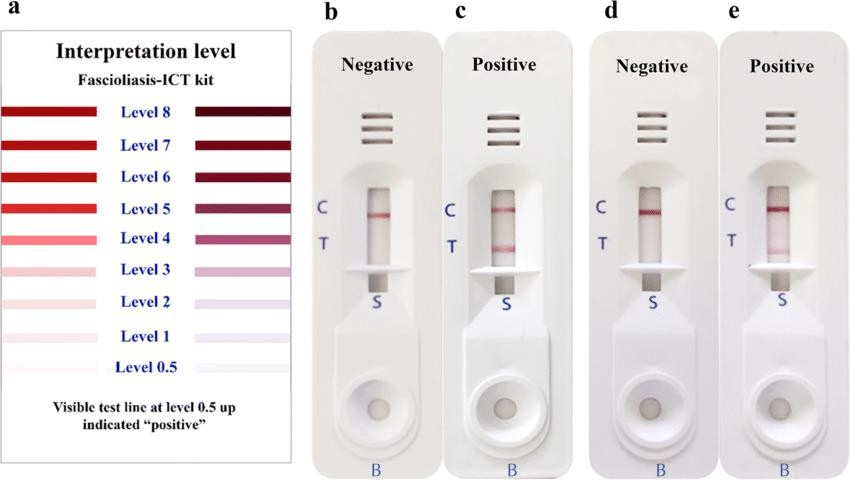 a
Interpretation level
Fascioliasis-ICT kit
Level 8
Level 7
Level 6
Level 5
Level 4
Level 3
Level 2
Level 1
Level 0.5
Visible test line at level 0.5 up
indicated “positive”
b
Negative
C
T
S
B
c
Positive
C
T
S
B
d
Negative
C
T
S
B
e
Positive
C
T
S
B